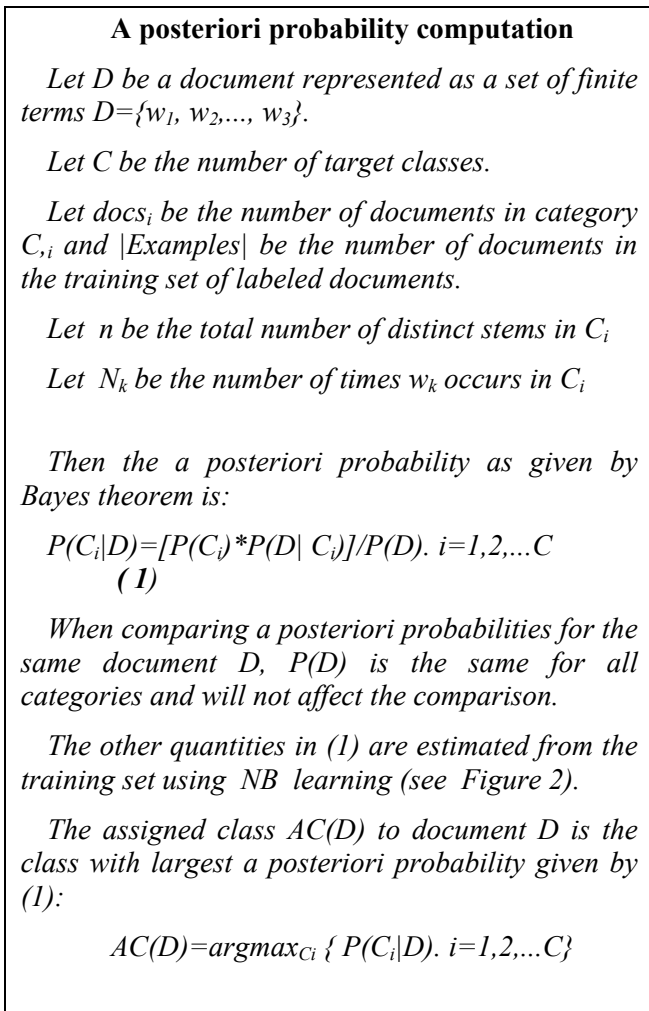 A posteriori probability computation
Let D be a document represented as a set of finite
terms D={w1, w2,..., w3}.
Let C be the number of target classes.
Let docsi be the number of documents in category
C,i and |Examples| be the number of documents in
the training set of labeled documents.
Let n be the total number of distinct stems in Ci
Let Nk be the number of times wk occurs in Ci
Then the a posteriori probability as given by
Bayes theorem is:
P(Ci|D)=[P(Ci)*P(D| Ci)]/P(D). i=1,2,...C
( 1)
When comparing a posteriori probabilities for the
same document D, P(D) is the same for all
categories and will not affect the comparison.
The other quantities in (1) are estimated from the
training set using NB learning (see Figure 2).
The assigned class AC(D) to document D is the
class with largest a posteriori probability given by
(1):
AC(D)=argmaxCi { P(Ci|D). i=1,2,...C}